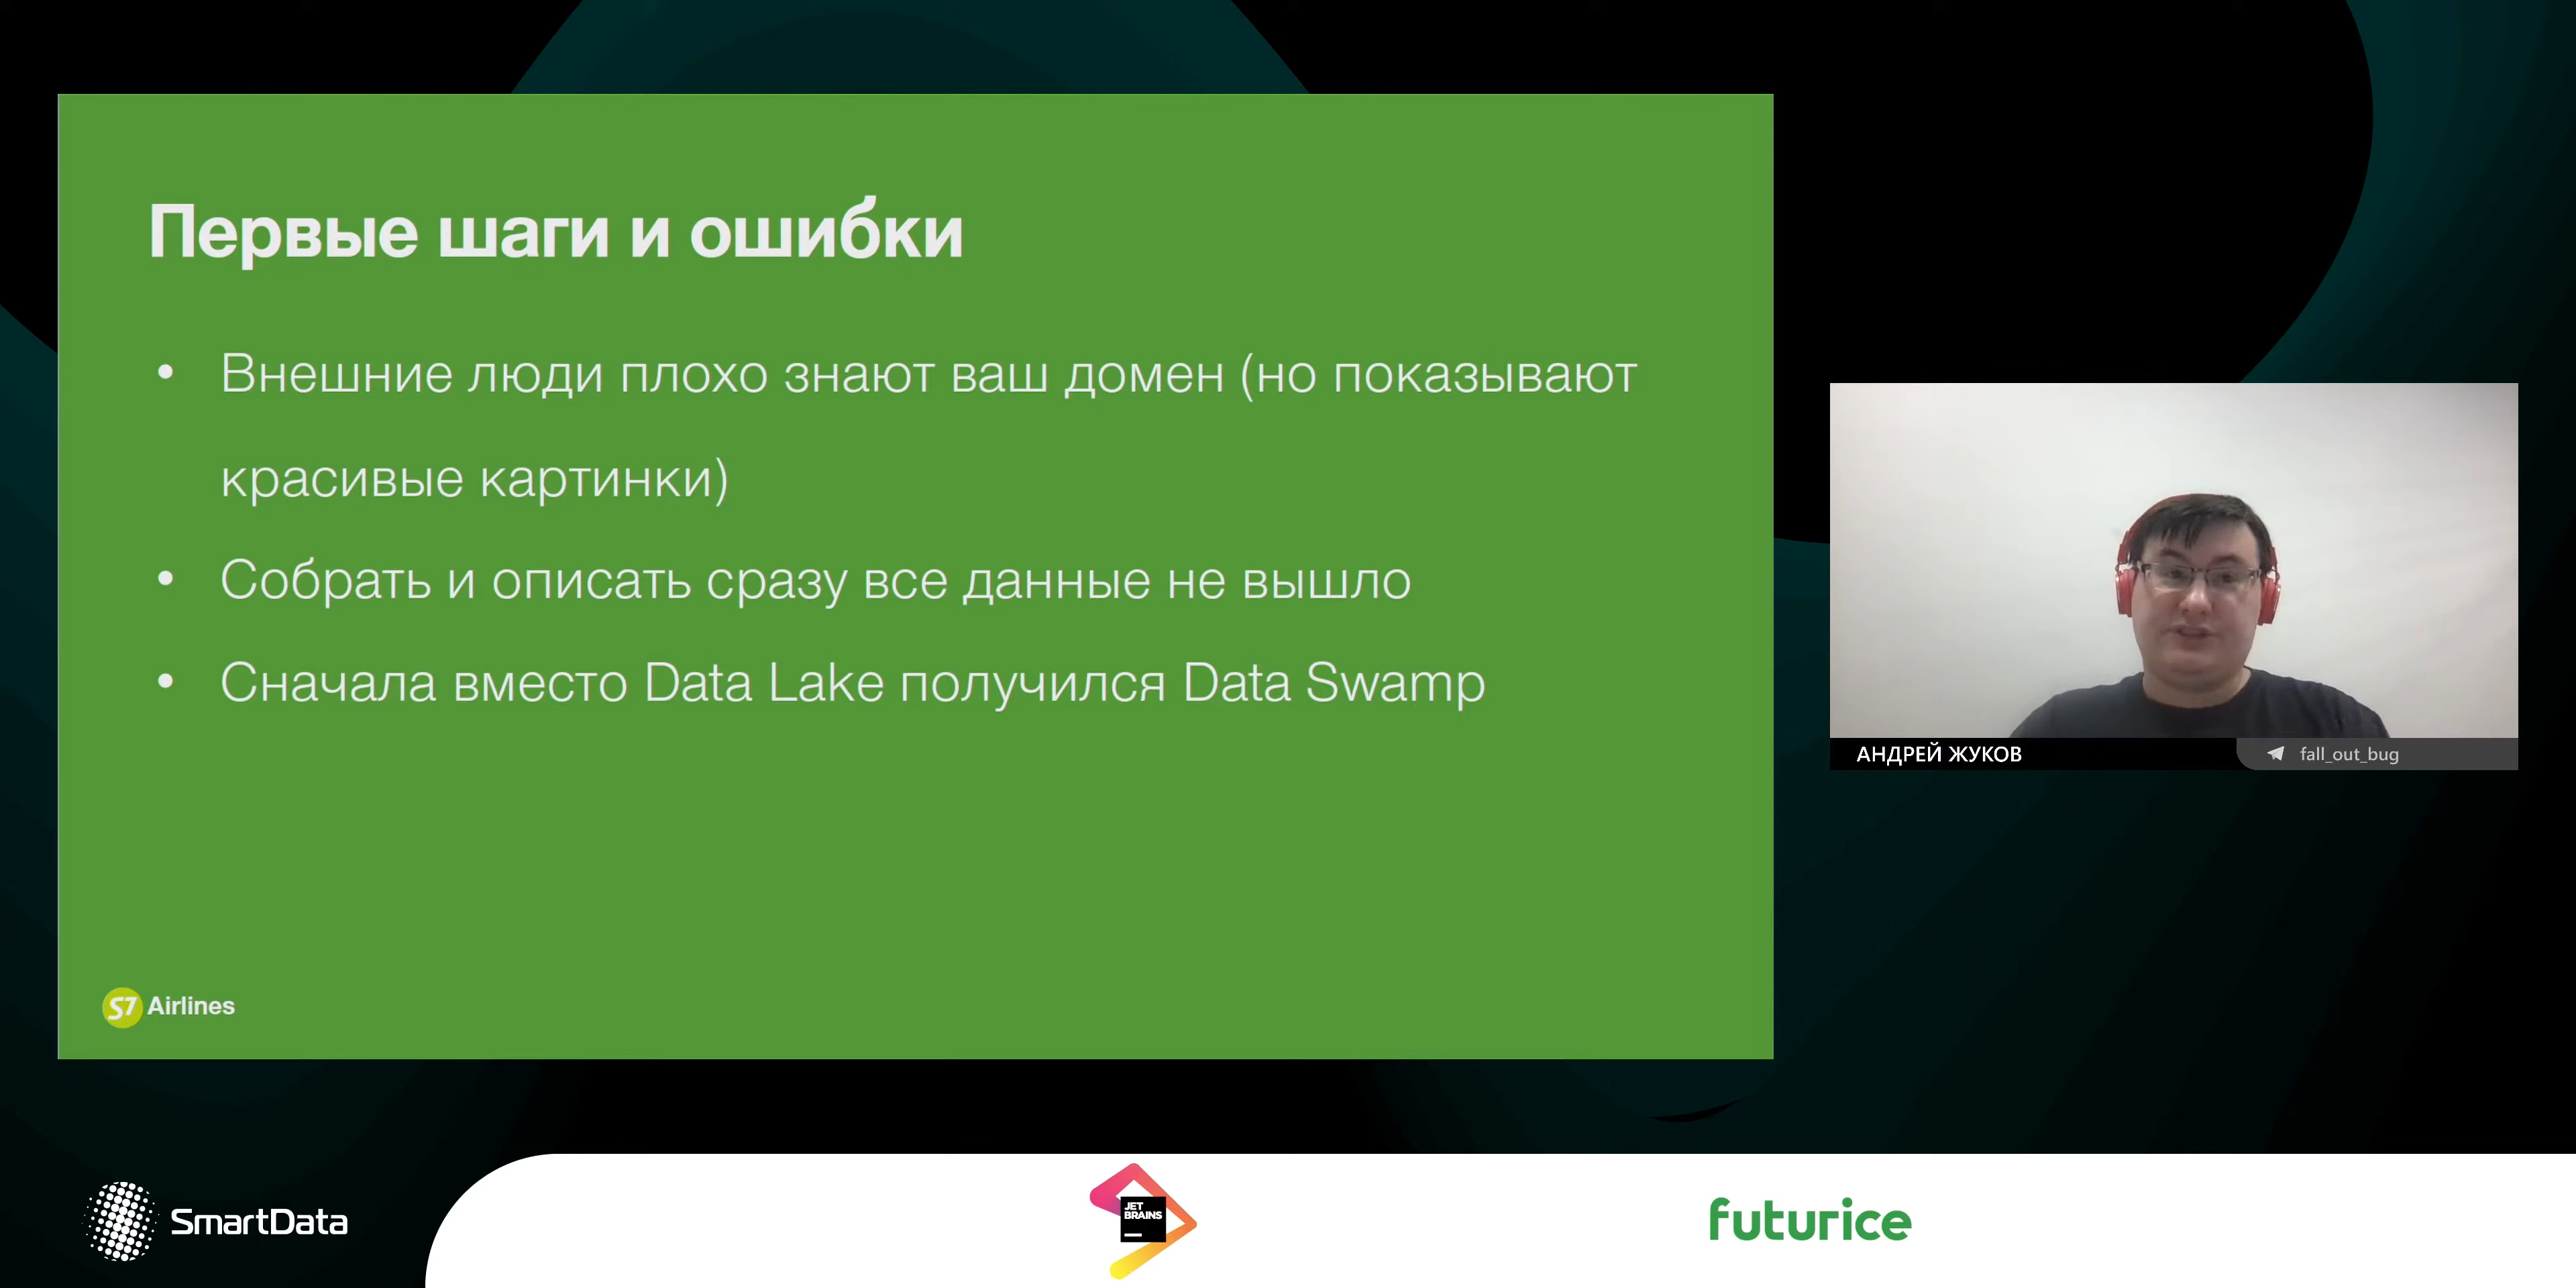 Первые шаги и ошибки
• Внешние люди плохо знают ваш домен (но показывают
красивые картинки)
• Собрать и описать сразу все данные не вышло
• Сначала вместо Data Lake получился Data Swamp
S7 Airlines
АНДРЕЙ ЖУКОВ
fall_out_bug
SmartData
JET
BRAINS
futurice